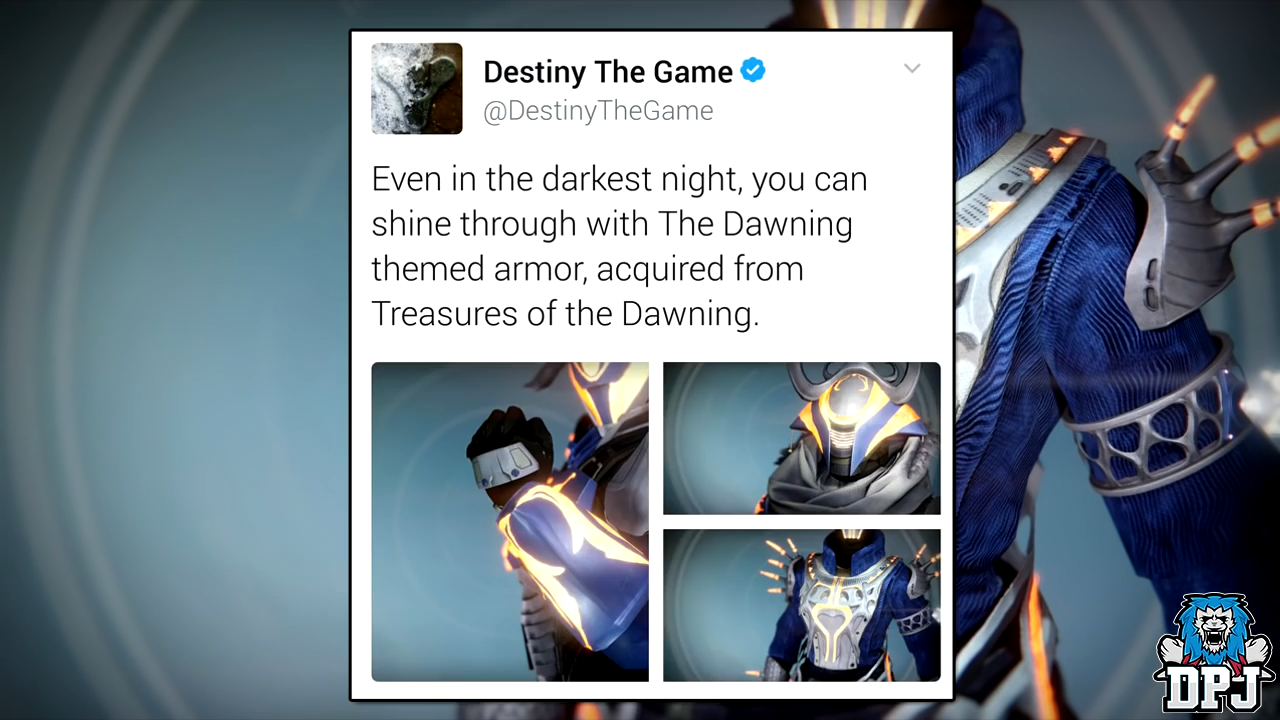 Destiny The Game
@DestinyTheGame
Even in the darkest night, you can
shine through with The Dawning
themed armor, acquired from
Treasures of the Dawning.
DPJ